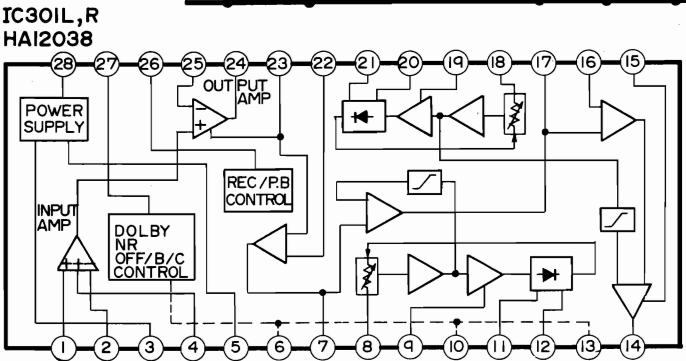 IC301L,R
HA12038
28 27 26 25 24 23 22 21 20 19 18 17 16 15
OUTPUT
AMP
POWER
SUPPLY
REC/P.B
CONTROL
INPUT
AMP
DOLBY
NR
OFF/B/C
CONTROL
1 2 3 4 5 6 7 8 9 10 11 12 13 14